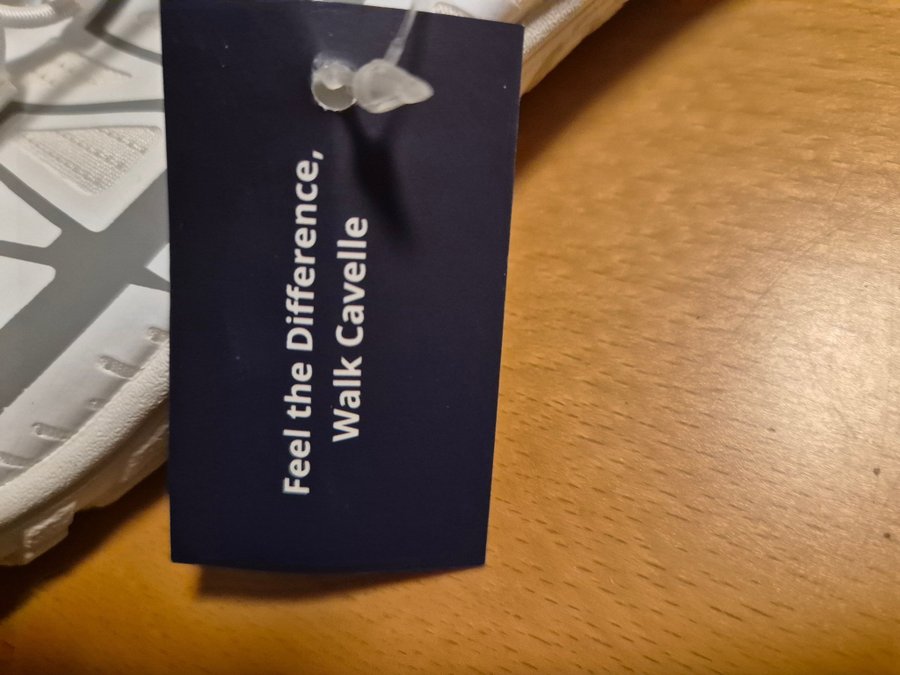 Feel the Difference,
Walk Cavelle